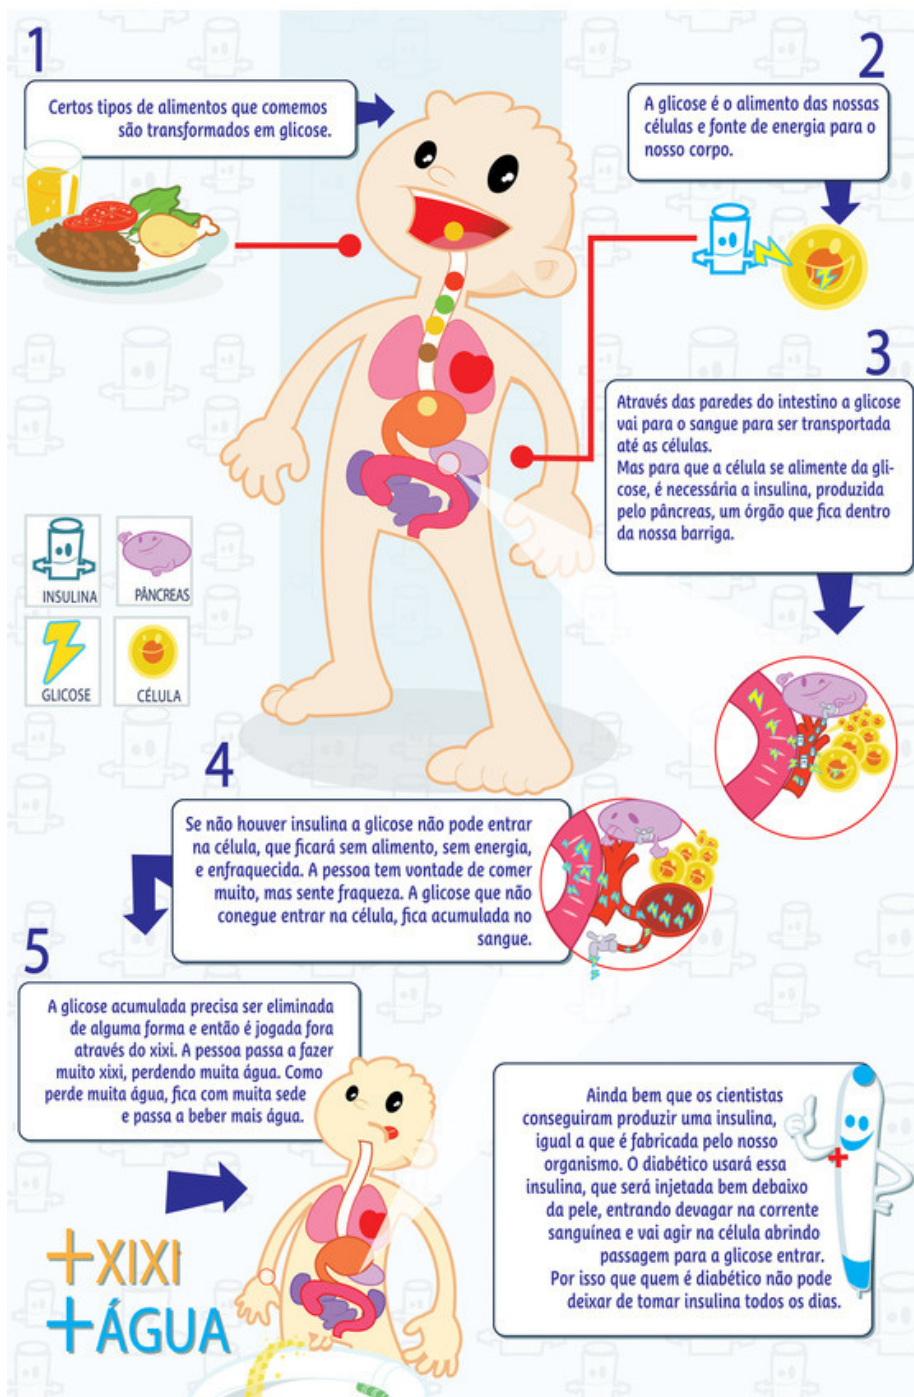 1
Certos tipos de alimentos que comemos
são transformados em glicose.
2
A glicose é o alimento das nossas
células e fonte de energia para o
nosso corpo.
3
Através das paredes do intestino a glicose
vai para o sangue para ser transportada
até as células.
Mas para que a célula se alimente da gli-
cose, é necessária a insulina, produzida
pelo pâncreas, um órgão que fica dentro
da nossa barriga.
INSULINA
PÂNCREAS
GLICOSE
CÉLULA
4
Se não houver insulina a glicose não pode entrar
na célula, que ficará sem alimento, sem energia,
e enfraquecida. A pessoa tem vontade de comer
muito, mas sente fraqueza. A glicose que não
conegue entrar na célula, fica acumulada no
sangue.
5
A glicose acumulada precisa ser eliminada
de alguma forma e então é jogada fora
através do xixi. A pessoa passa a fazer
muito xixi, perdendo muita água. Como
perde muita água, fica com muita sede
e passa a beber mais água.
+XIXI
+ÁGUA
Ainda bem que os cientistas
conseguiram produzir uma insulina,
igual a que é fabricada pelo nosso
organismo. O diabético usará essa
insulina, que será injetada bem debaixo
da pele, entrando devagar na corrente
sanguínea e vai agir na célula abrindo
passagem para a glicose entrar.
Por isso que quem é diabético não pode
deixar de tomar insulina todos os dias.